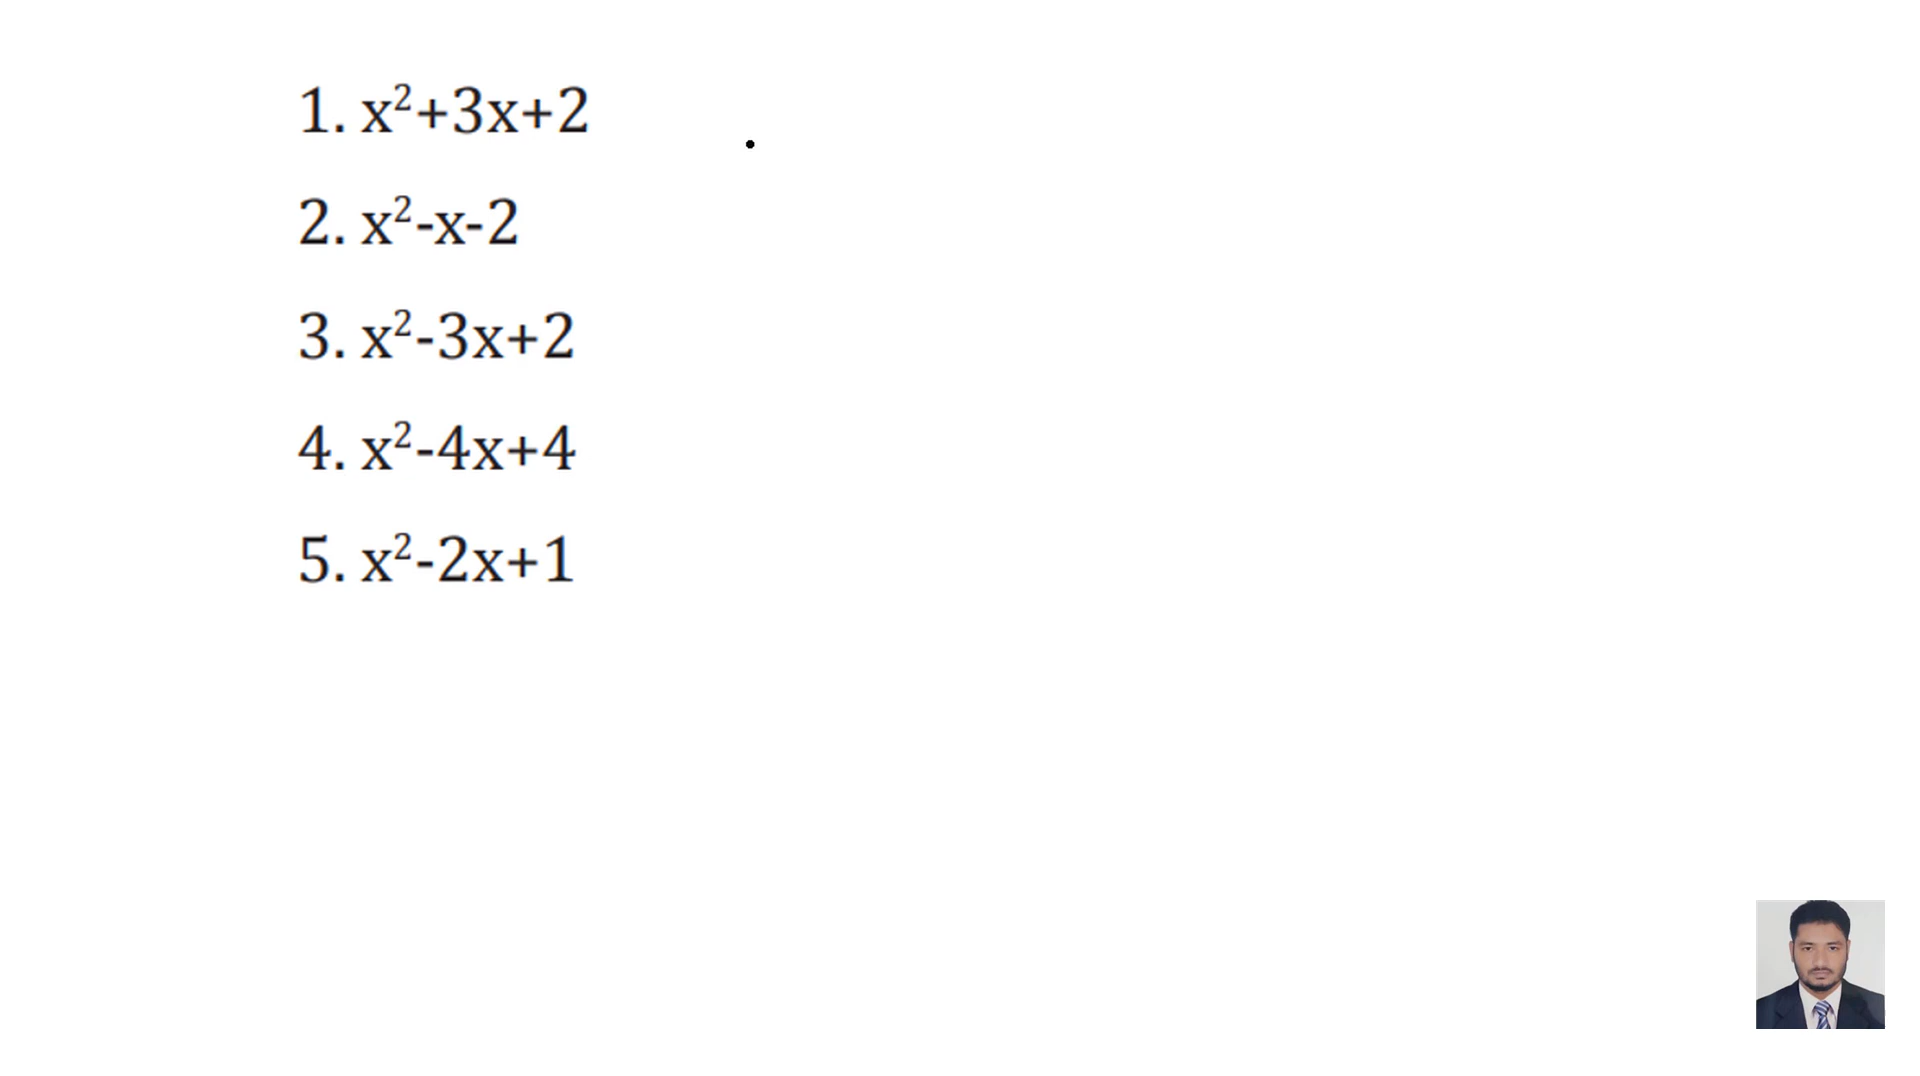 1. x²+3x+2
2. x²-x-2
3. x²-3x+2
4. x²-4x+4
5. x²-2x+1